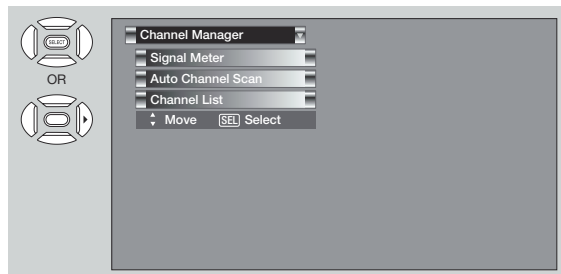 SELECT
OR
Channel Manager
Signal Meter
Auto Channel Scan
Channel List
Move SEL Select